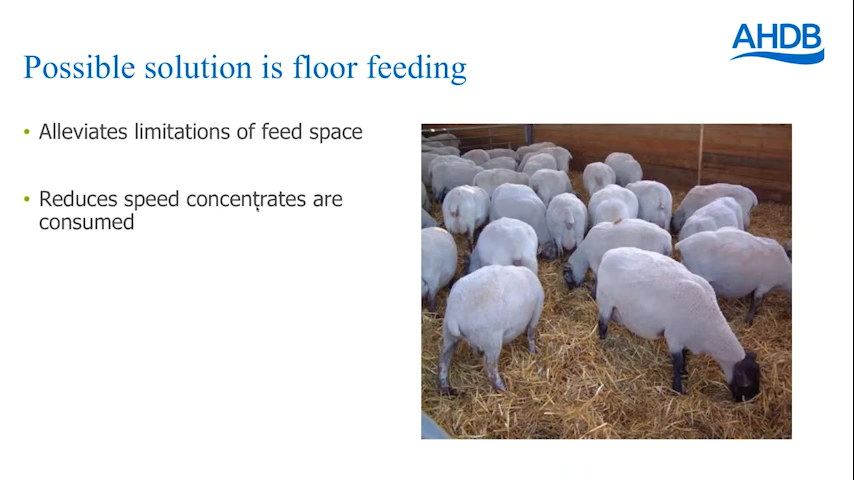 AHDB
Possible solution is floor feeding
• Alleviates limitations of feed space
• Reduces speed concentrates are
consumed